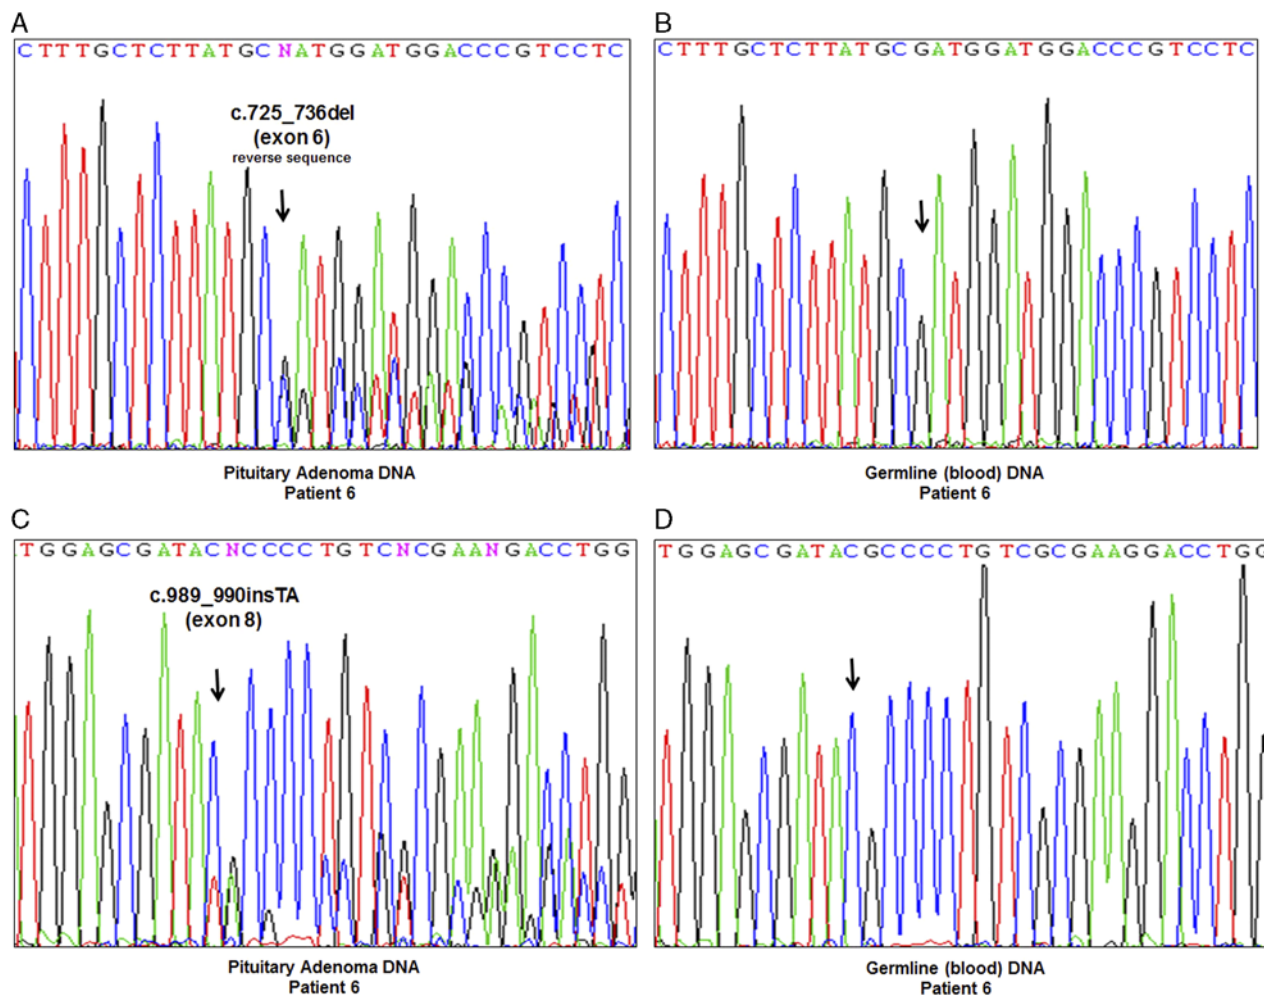 A
CTTTGCTCTTATGCNATGGATGGACCCGTCCTC
c.725_736del
(exon 6)
reverse sequence
Pituitary Adenoma DNA
Patient 6
B
CTTTGCTCTTATGCGATGGATGGACCCGTCCTC
Germline (blood) DNA
Patient 6
C
TGGAGCGATACNCCCCTGTCNCGAANGACCTGG
c.989_990insTA
(exon 8)
Pituitary Adenoma DNA
Patient 6
D
TGGAGCGATACGCCCCTGTCGCGAAGGACCTGG
Germline (blood) DNA
Patient 6